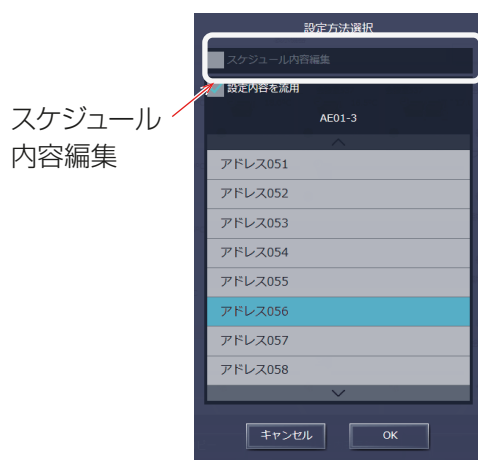 設定方法選択
スケジュール内容編集
設定内容を流用
スケジュール
内容編集
AE01-3
アドレス051
アドレス052
アドレス053
アドレス054
アドレス055
アドレス056
アドレス057
アドレス058
キャンセル
OK